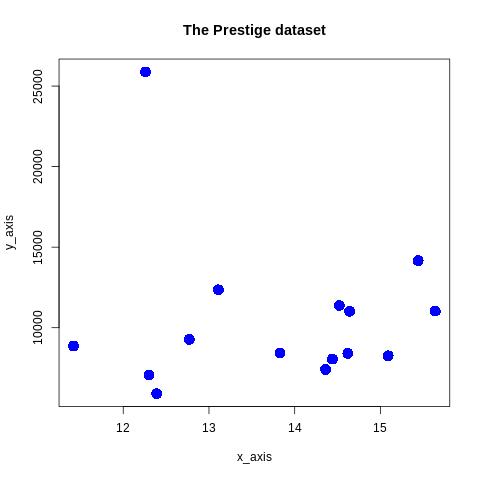 The Prestige dataset
25000
20000
15000
10000
y_axis
12 13 14 15
x_axis